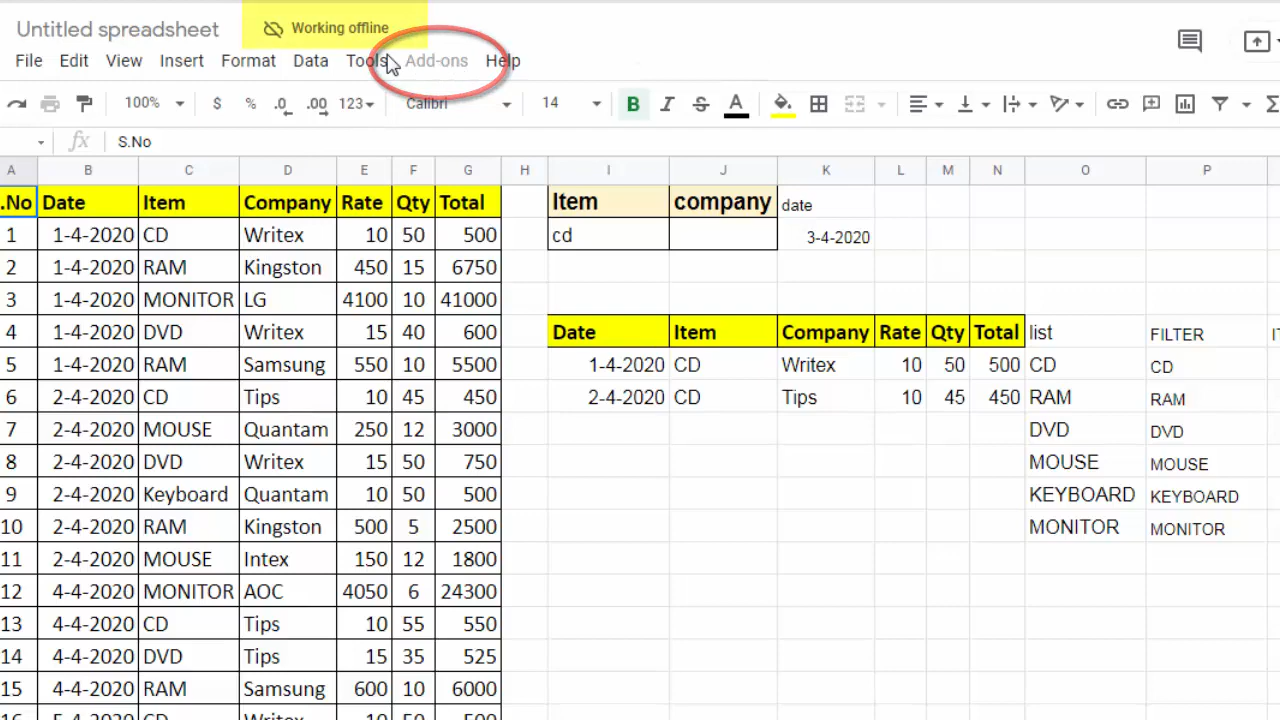 Untitled spreadsheet Working offline
File Edit View Insert Format Data Tools Add-ons Help
100% $ % .0 .00 123 Calibri 14 B I S A Σ
fx S.No
A B C D E F G H I J K L M N O P
.No Date Item Company Rate Qty Total Item company date
1 1-4-2020 CD Writex 10 50 500 cd 3-4-2020
2 1-4-2020 RAM Kingston 450 15 6750
3 1-4-2020 MONITOR LG 4100 10 41000
4 1-4-2020 DVD Writex 15 40 600 Date Item Company Rate Qty Total list FILTER
5 1-4-2020 RAM Samsung 550 10 5500 1-4-2020 CD Writex 10 50 500 CD CD
6 2-4-2020 CD Tips 10 45 450 2-4-2020 CD Tips 10 45 450 RAM RAM
7 2-4-2020 MOUSE Quantam 250 12 3000 DVD DVD
8 2-4-2020 DVD Writex 15 50 750 MOUSE MOUSE
9 2-4-2020 Keyboard Quantam 10 50 500 KEYBOARD KEYBOARD
10 2-4-2020 RAM Kingston 500 5 2500 MONITOR MONITOR
11 2-4-2020 MOUSE Intex 150 12 1800
12 4-4-2020 MONITOR AOC 4050 6 24300
13 4-4-2020 CD Tips 10 55 550
14 4-4-2020 DVD Tips 15 35 525
15 4-4-2020 RAM Samsung 600 10 6000
16 5-4-2020 CD Writex 10 50 500